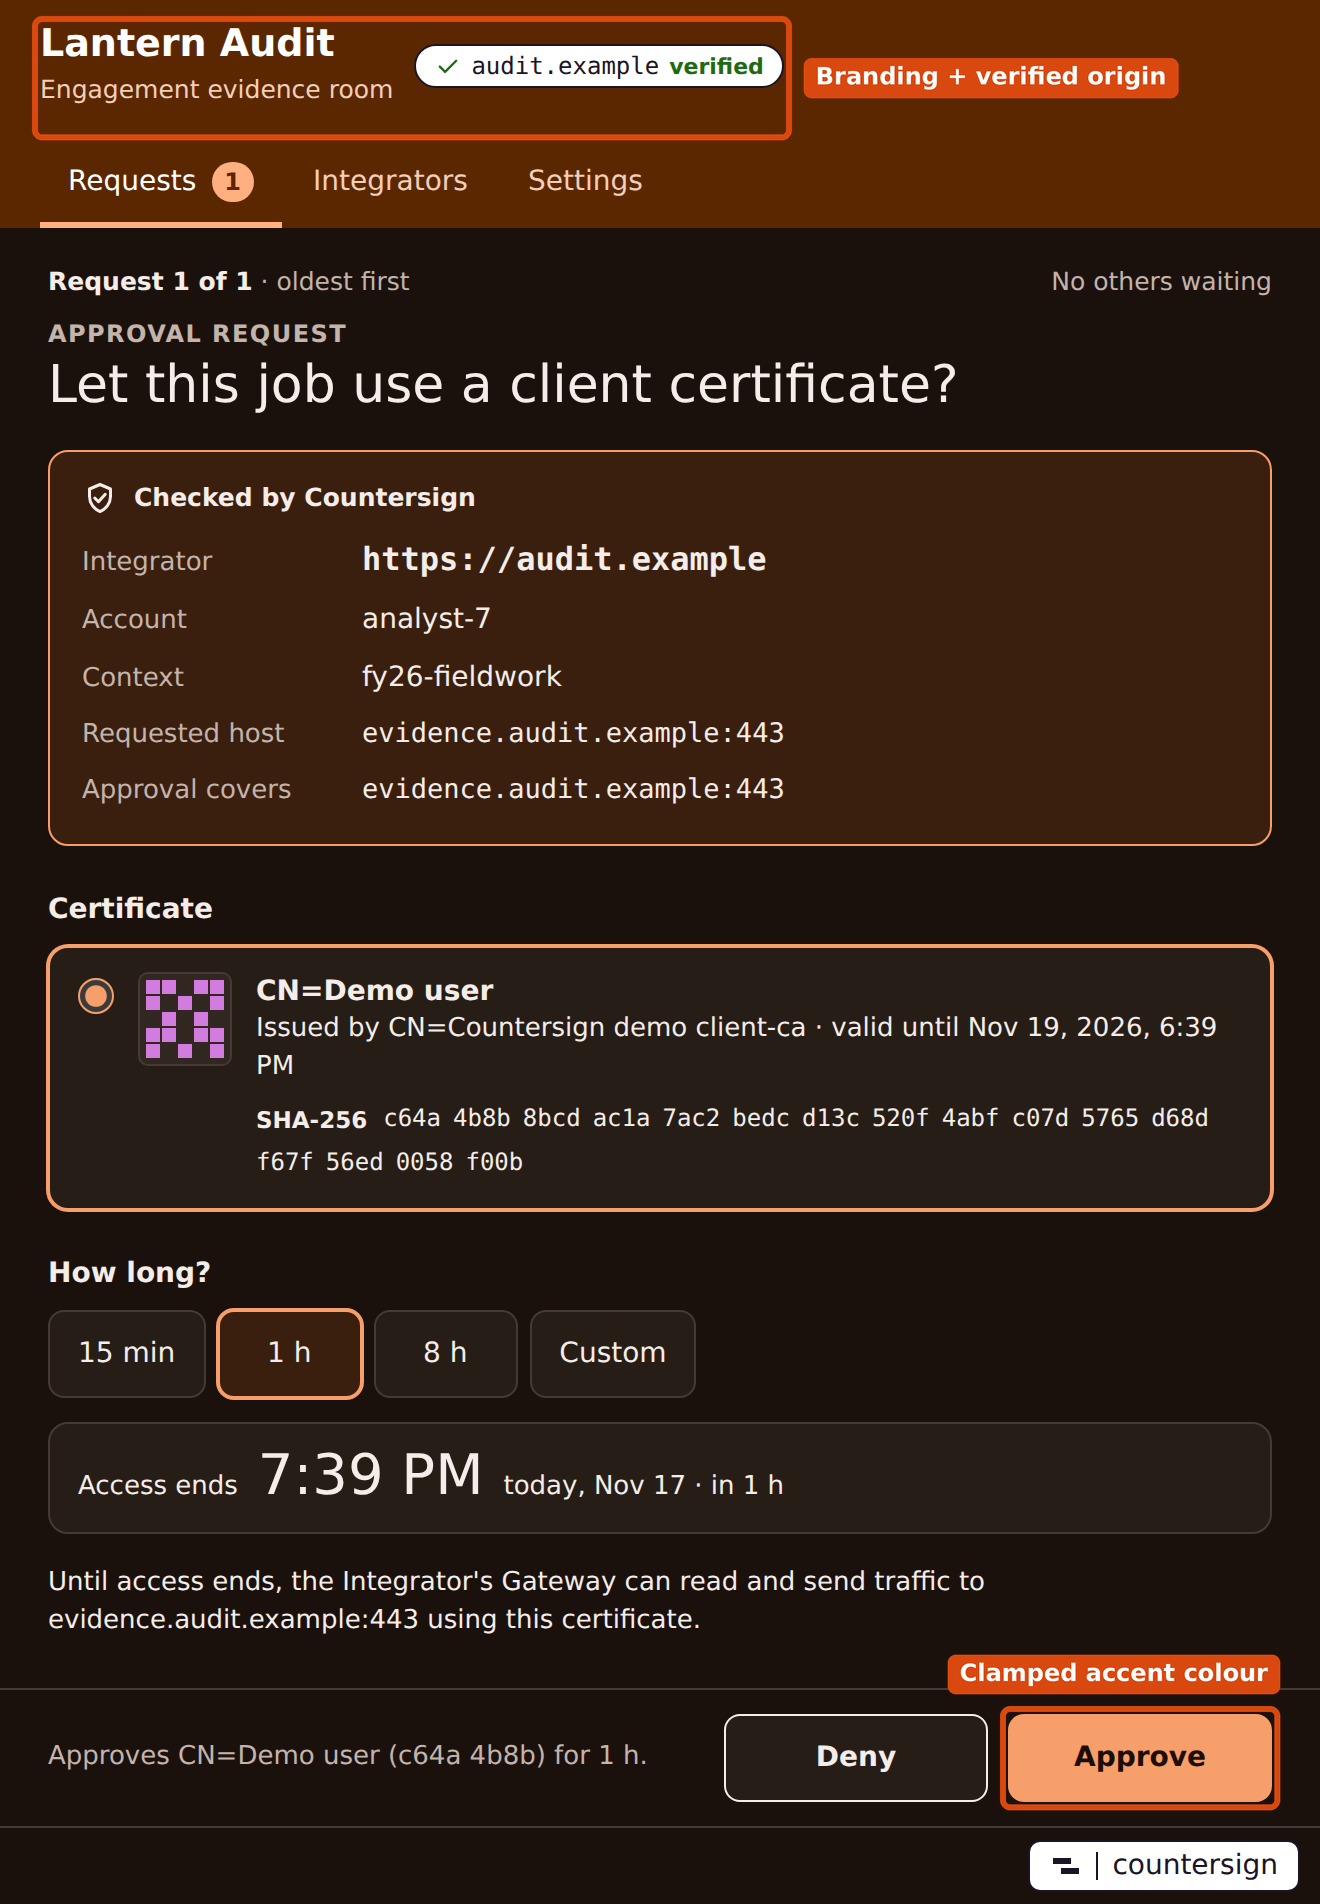 Lantern Audit
Engagement evidence room
audit.example verified
Branding + verified origin
Requests 1
Integrators
Settings
Request 1 of 1 · oldest first
No others waiting
APPROVAL REQUEST
Let this job use a client certificate?
Checked by Countersign
Integrator https://audit.example
Account analyst-7
Context fy26-fieldwork
Requested host evidence.audit.example:443
Approval covers evidence.audit.example:443
Certificate
CN=Demo user
Issued by CN=Countersign demo client-ca · valid until Nov 19, 2026, 6:39
PM
SHA-256 c64a 4b8b 8bcd ac1a 7ac2 bedc d13c 520f 4abf c07d 5765 d68d
f67f 56ed 0058 f00b
How long?
15 min
1 h
8 h
Custom
Access ends 7:39 PM today, Nov 17 · in 1 h
Until access ends, the Integrator's Gateway can read and send traffic to
evidence.audit.example:443 using this certificate.
Clamped accent colour
Approves CN=Demo user (c64a 4b8b) for 1 h.
Deny
Approve
countersign